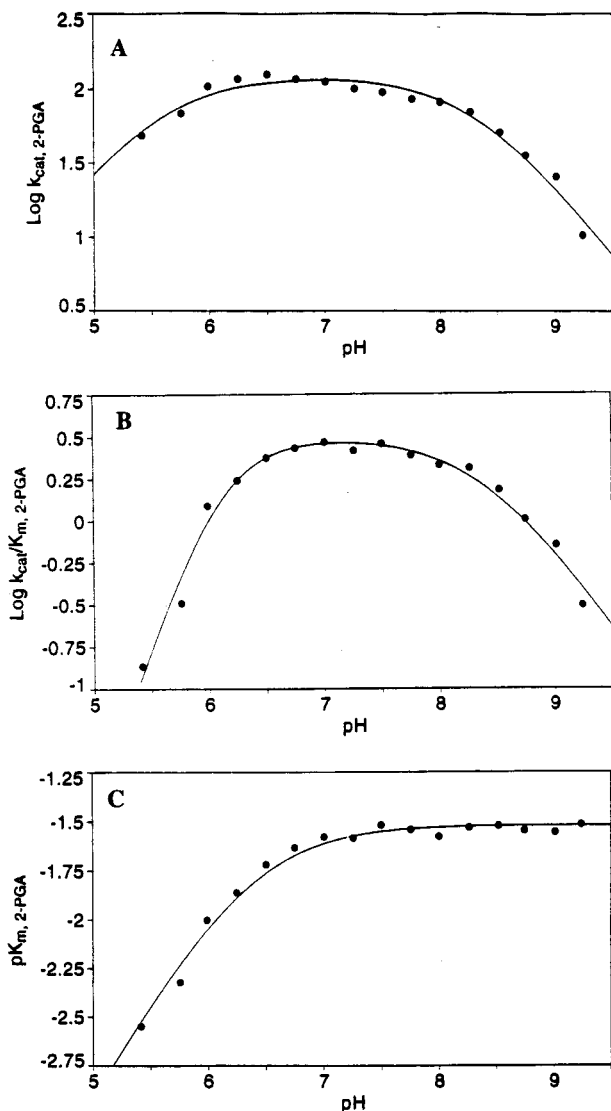 A
2.5
2
1.5
1
0.5
Log k_cat, 2-PGA
5 6 7 8 9
pH
B
0.75
0.5
0.25
0
-0.25
-0.5
-0.75
-1
Log k_cat/K_m, 2-PGA
5 6 7 8 9
pH
C
-1.25
-1.5
-1.75
-2
-2.25
-2.5
-2.75
pK_m, 2-PGA
5 6 7 8 9
pH